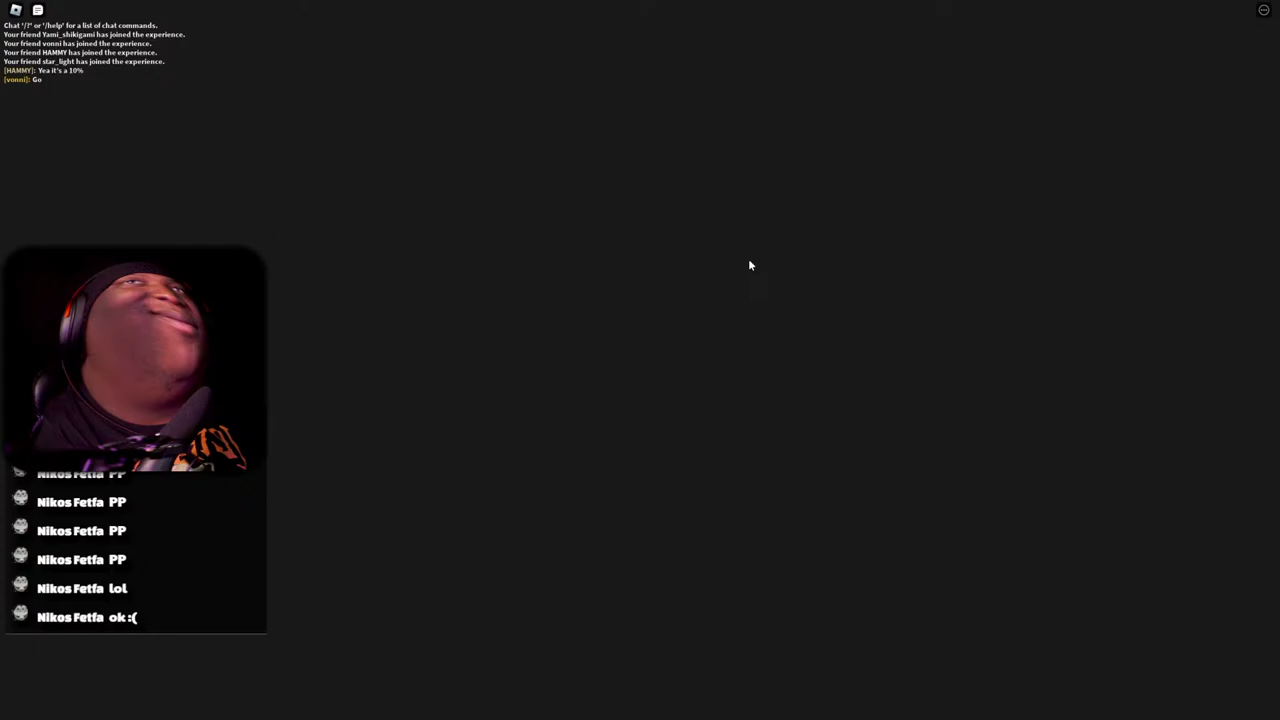 Chat '/?' or '/help' for a list of chat commands.
Your friend Yami_shikigami has joined the experience.
Your friend vonni has joined the experience.
Your friend HAMMY has joined the experience.
Your friend star_light has joined the experience.
[HAMMY]: Yea it's a 10%
[vonni]: Go
Nikos Fetfa PP
Nikos Fetfa PP
Nikos Fetfa PP
Nikos Fetfa PP
Nikos Fetfa lol
Nikos Fetfa ok :(